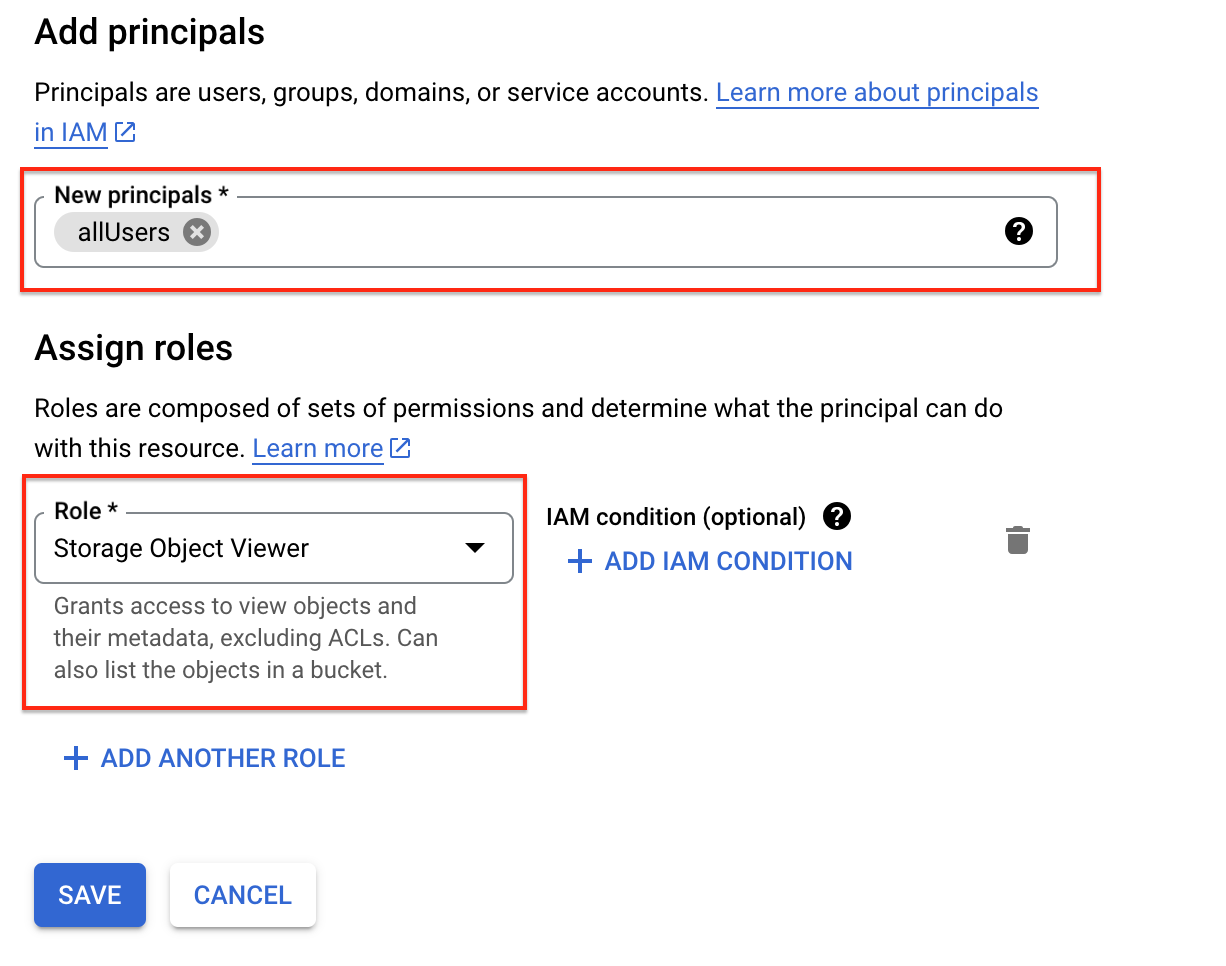 Add principals
Principals are users, groups, domains, or service accounts. Learn more about principals
in IAM
New principals *
allUsers
Assign roles
Roles are composed of sets of permissions and determine what the principal can do
with this resource. Learn more
Role *
Storage Object Viewer
Grants access to view objects and
their metadata, excluding ACLs. Can
also list the objects in a bucket.
IAM condition (optional)
+ ADD IAM CONDITION
+ ADD ANOTHER ROLE
SAVE
CANCEL